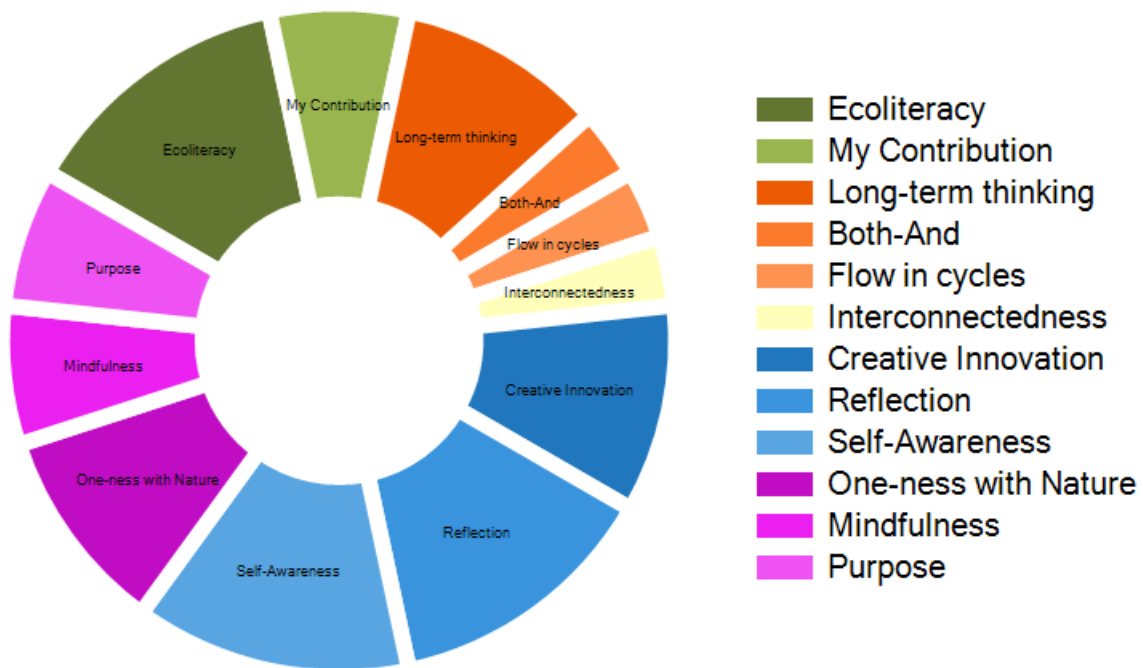 My Contribution
Long-term thinking
Ecoliteracy
Both-And
Flow in cycles
Purpose
Interconnectedness
Mindfulness
Creative Innovation
One-ness with Nature
Reflection
Self-Awareness
Ecoliteracy
My Contribution
Long-term thinking
Both-And
Flow in cycles
Interconnectedness
Creative Innovation
Reflection
Self-Awareness
One-ness with Nature
Mindfulness
Purpose